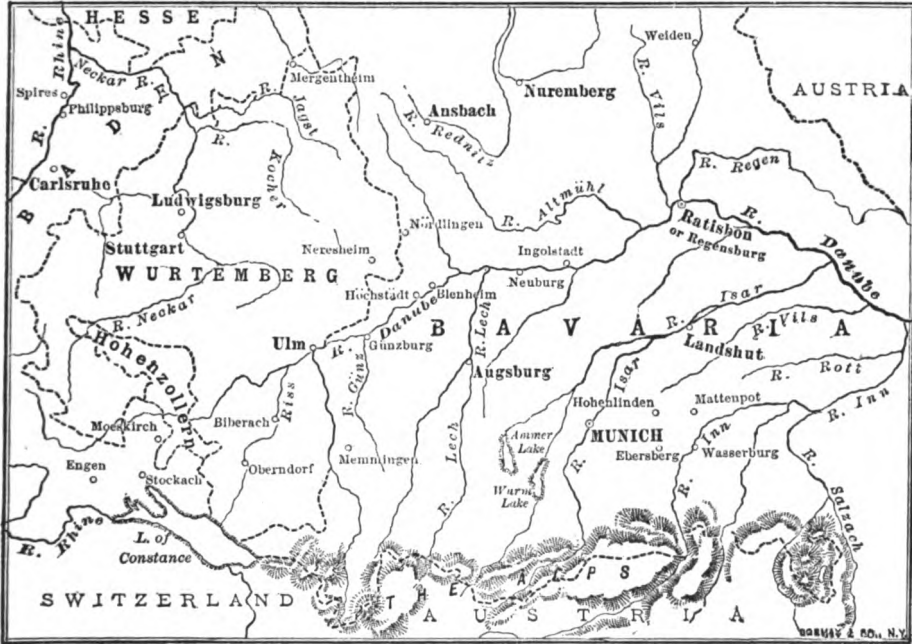 HESSE
R. Rhine
Neckar R.
Spires
Philippsburg
BADEN
Carlsruhe
Mergentheim
R. Jagst
R. Kocher
Ludwigsburg
Stuttgart
WURTEMBERG
R. Neckar
Hohenzollern
Ansbach
R. Rednitz
Nuremberg
Weiden
R. Vils
AUSTRIA
R. Regen
R. Altmühl
Nördlingen
Neresheim
Ingolstadt
Neuburg
Ratisbon
or Regensburg
R. Danube
Höchstädt
Blenheim
R. Danube
Ulm
Günzburg
R. Günz
BAVARIA
R. Lech
Augsburg
R. Isar
Landshut
R. Vils
R. Rott
R. Isar
Hohenlinden
Mattenpot
R. Inn
MUNICH
Ebersberg
Wasserburg
R. Inn
Ammer
Lake
Wurm
Lake
R. Lech
Riss
Biberach
Moeskirch
Memmingen
Oberndorf
Engen
Stockach
R. Rhine
L. of
Constance
R. Salzach
THE ALPS
SWITZERLAND
AUSTRIA
N.Y.